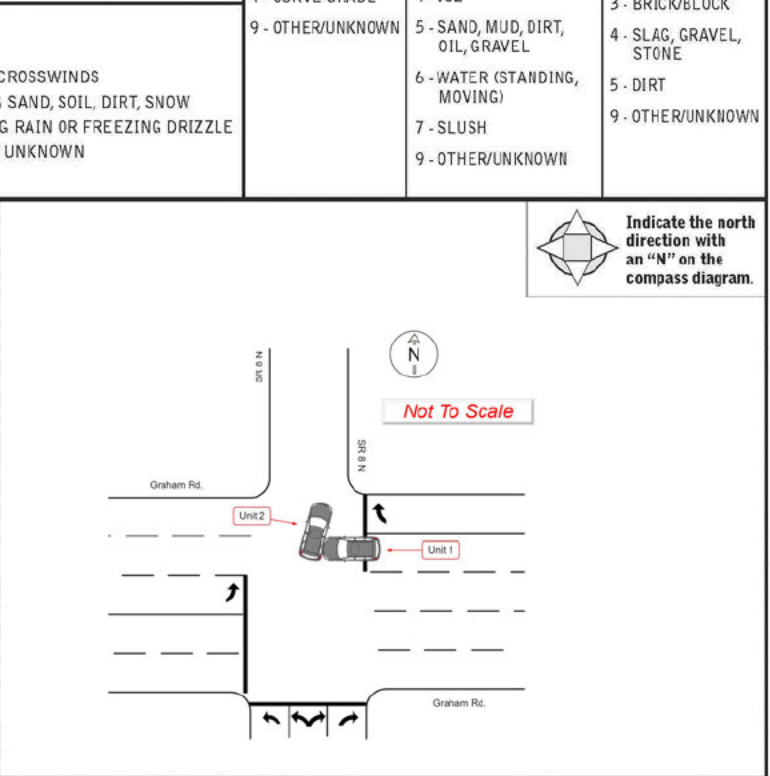 9 - OTHER/UNKNOWN
5 - SAND, MUD, DIRT,
OIL, GRAVEL
6 - WATER (STANDING,
MOVING)
7 - SLUSH
9 - OTHER/UNKNOWN
3 - BRICK/BLOCK
4 - SLAG, GRAVEL,
STONE
5 - DIRT
9 - OTHER/UNKNOWN
CROSSWINDS
SAND, SOIL, DIRT, SNOW
G RAIN OR FREEZING DRIZZLE
UNKNOWN
Indicate the north
direction with
an “N” on the
compass diagram.
N
Not To Scale
SR 8 N
SR 8 N
Graham Rd.
Unit 2
Unit 1
Graham Rd.